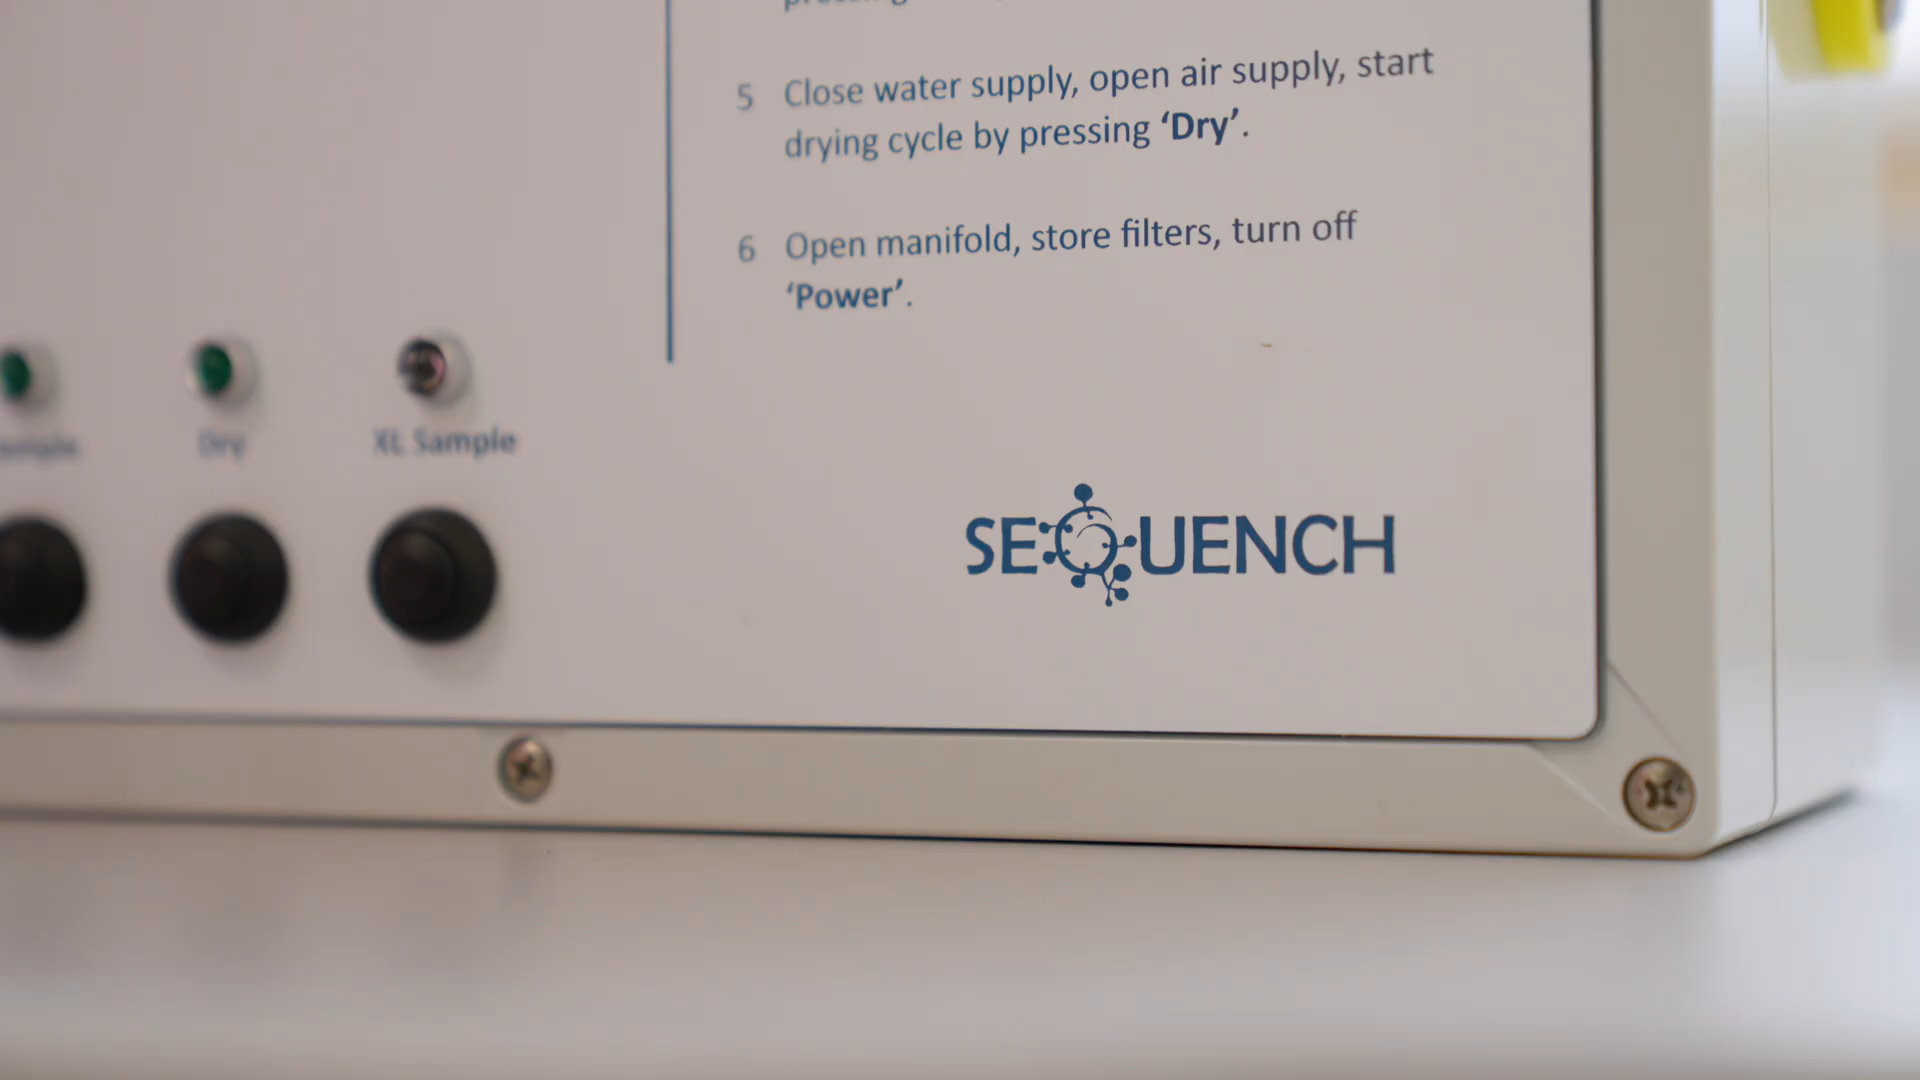 5 Close water supply, open air supply, start
drying cycle by pressing ‘Dry’.
6 Open manifold, store filters, turn off
‘Power’.
Dry
XL Sample
SEQUENCH